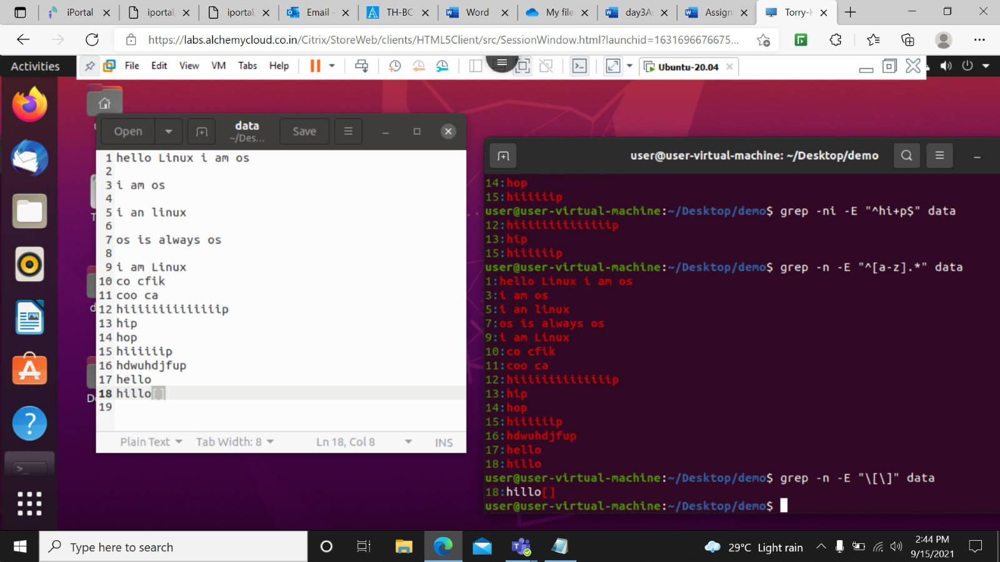 iPortal
iportal
iportal
Email -
TH-BC
Word
My file
day3As
Assign
Torry-H
https://labs.alchemycloud.co.in/Citrix/StoreWeb/clients/HTML5Client/src/SessionWindow.html?launchid=1631696676675...
Activities
File Edit View VM Tabs Help
Ubuntu-20.04
Open
data
~/Des...
Save
1 hello Linux i am os
2
3 i am os
4
5 i an linux
6
7 os is always os
8
9 i am Linux
10 co cfik
11 coo ca
12 hiiiiiiiiiiiiiip
13 hip
14 hop
15 hiiiiiip
16 hdwuhdjfup
17 hello
18 hillo[]
19
Plain Text Tab Width: 8 Ln 18, Col 8 INS
user@user-virtual-machine: ~/Desktop/demo
14:hop
15:hiiiiiip
user@user-virtual-machine:~/Desktop/demo$ grep -ni -E "^hi+p$" data
12:hiiiiiiiiiiiiiip
13:hip
15:hiiiiiip
user@user-virtual-machine:~/Desktop/demo$ grep -n -E "^[a-z].*" data
1:hello Linux i am os
3:i am os
5:i an linux
7:os is always os
9:i am Linux
10:co cfik
11:coo ca
12:hiiiiiiiiiiiiiip
13:hip
14:hop
15:hiiiiiip
16:hdwuhdjfup
17:hello
18:hillo
user@user-virtual-machine:~/Desktop/demo$ grep -n -E "\[\]" data
18:hillo[]
user@user-virtual-machine:~/Desktop/demo$
Type here to search
29°C Light rain
2:44 PM
9/15/2021